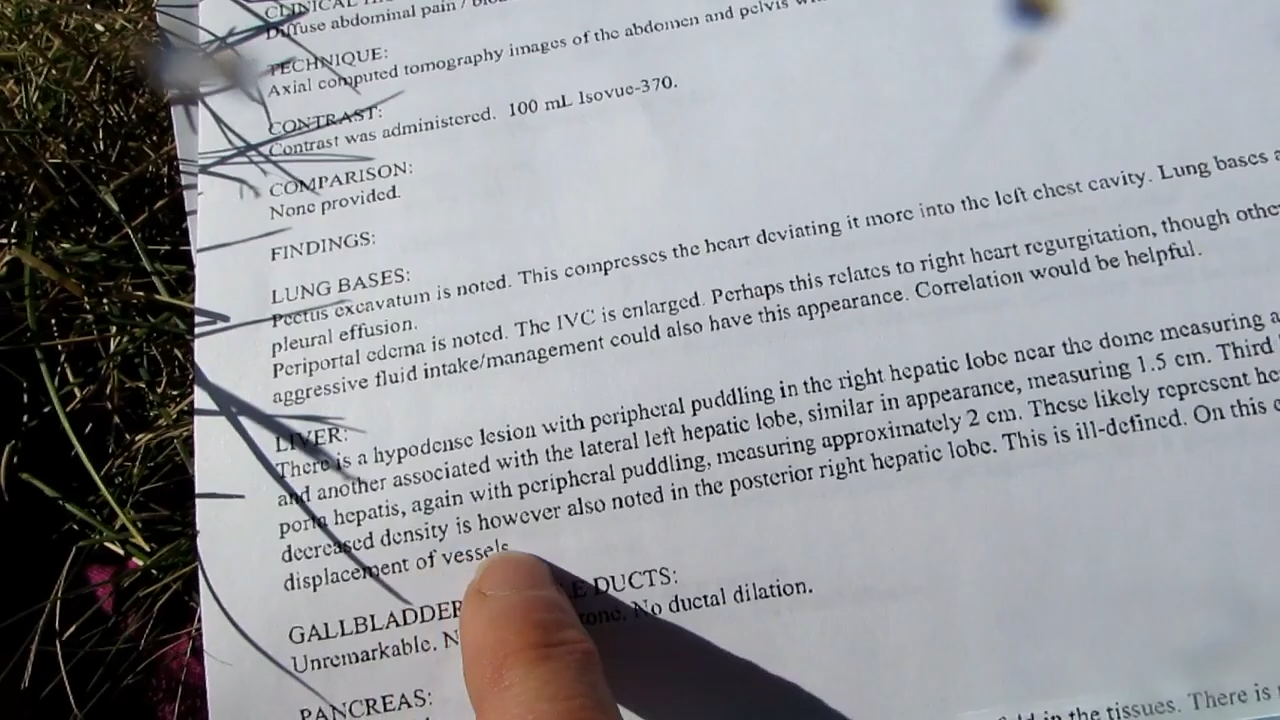 CLINICAL
Diffuse abdominal pain /
TECHNIQUE:
Axial computed tomography images of the abdomen and pelvis
CONTRAST:
Contrast was administered. 100 mL Isovue-370.
COMPARISON:
None provided.
FINDINGS:
LUNG BASES:
Pectus excavatum is noted. This compresses the heart deviating it more into the left chest cavity. Lung bases
pleural effusion.
Periportal edema is noted. The IVC is enlarged. Perhaps this relates to right heart regurgitation, though
aggressive fluid intake/management could also have this appearance. Correlation would be helpful.
LIVER:
There is a hypodense lesion with peripheral puddling in the right hepatic lobe near the dome measuring
and another associated with the lateral left hepatic lobe, similar in appearance, measuring 1.5 cm. Third
porta hepatis, again with peripheral puddling, measuring approximately 2 cm. These likely represent
decreased density is however also noted in the posterior right hepatic lobe. This is ill-defined. On this
displacement of vessels
GALLBLADDER DUCTS:
Unremarkable. No ductal dilation.
PANCREAS:
in the tissues. There is